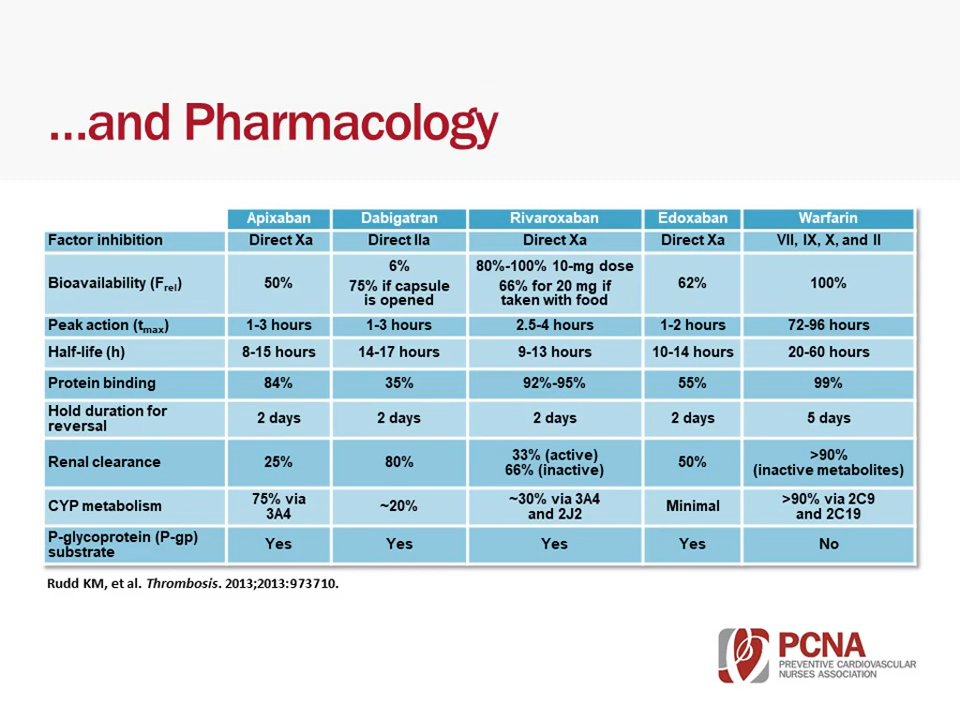 ...and Pharmacology
Apixaban Dabigatran Rivaroxaban Edoxaban Warfarin
Factor inhibition Direct Xa Direct IIa Direct Xa Direct Xa VII, IX, X, and II
Bioavailability (Frel) 50% 6% 75% if capsule is opened 80%-100% 10-mg dose 66% for 20 mg if taken with food 62% 100%
Peak action (tmax) 1-3 hours 1-3 hours 2.5-4 hours 1-2 hours 72-96 hours
Half-life (h) 8-15 hours 14-17 hours 9-13 hours 10-14 hours 20-60 hours
Protein binding 84% 35% 92%-95% 55% 99%
Hold duration for reversal 2 days 2 days 2 days 2 days 5 days
Renal clearance 25% 80% 33% (active) 66% (inactive) 50% >90% (inactive metabolites)
CYP metabolism 75% via 3A4 ~20% ~30% via 3A4 and 2J2 Minimal >90% via 2C9 and 2C19
P-glycoprotein (P-gp) substrate Yes Yes Yes Yes No
Rudd KM, et al. Thrombosis. 2013;2013:973710.
PCNA
PREVENTIVE CARDIOVASCULAR
NURSES ASSOCIATION